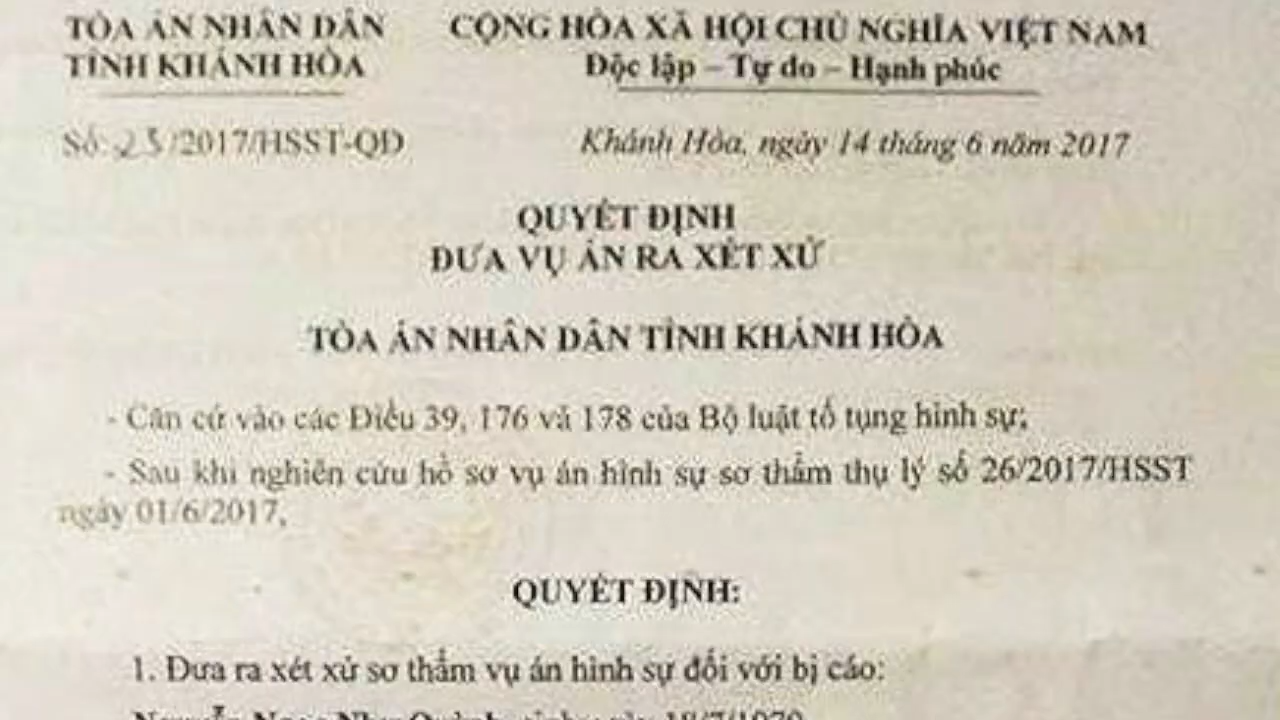 TÒA ÁN NHÂN DÂN
TỈNH KHÁNH HÒA
CỘNG HÒA XÃ HỘI CHỦ NGHĨA VIỆT NAM
Độc lập – Tự do – Hạnh phúc
Số: 23/2017/HSST-QĐ
Khánh Hòa, ngày 14 tháng 6 năm 2017
QUYẾT ĐỊNH
ĐƯA VỤ ÁN RA XÉT XỬ
TÒA ÁN NHÂN DÂN TỈNH KHÁNH HÒA
- Căn cứ vào các Điều 39, 176 và 178 của Bộ luật tố tụng hình sự;
- Sau khi nghiên cứu hồ sơ vụ án hình sự sơ thẩm thụ lý số 26/2017/HSST
ngày 01/6/2017,
QUYẾT ĐỊNH:
1. Đưa ra xét xử sơ thẩm vụ án hình sự đối với bị cáo: